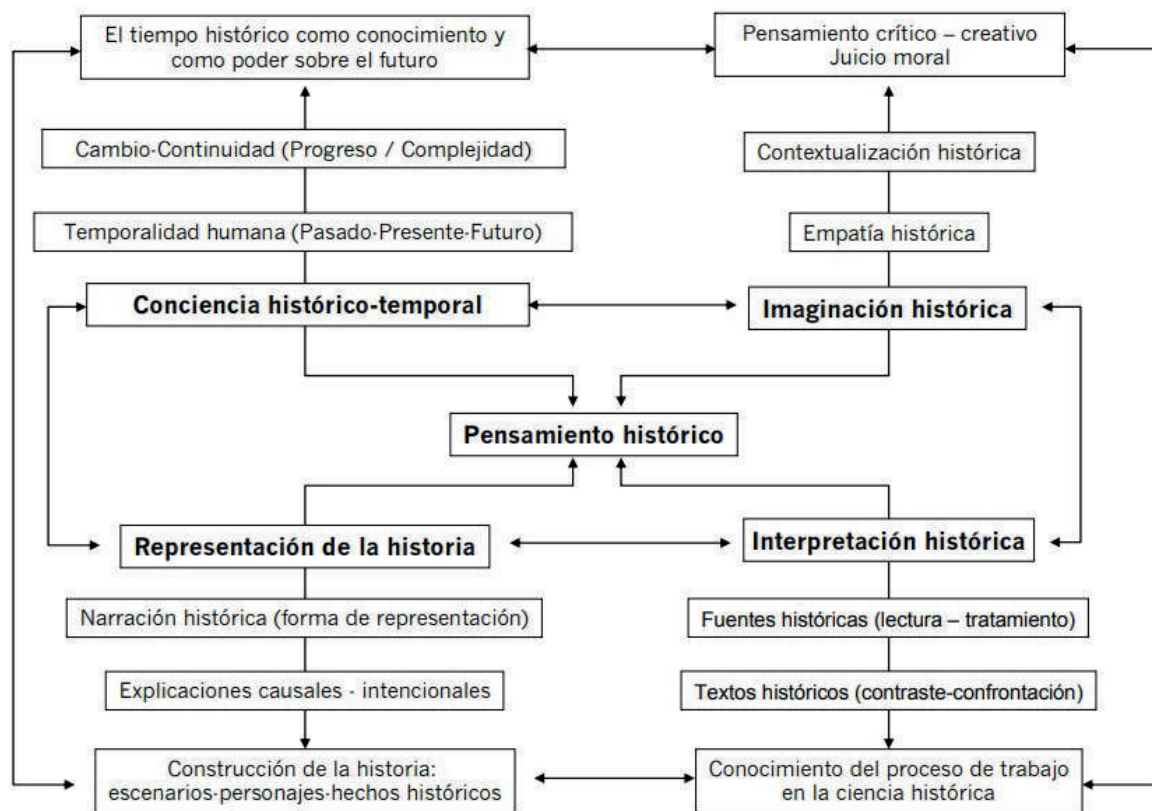 El tiempo histórico como conocimiento y
como poder sobre el futuro
Pensamiento crítico – creativo
Juicio moral
Cambio-Continuidad (Progreso / Complejidad)
Contextualización histórica
Temporalidad humana (Pasado-Presente-Futuro)
Empatía histórica
Conciencia histórico-temporal
Imaginación histórica
Pensamiento histórico
Representación de la historia
Interpretación histórica
Narración histórica (forma de representación)
Fuentes históricas (lectura – tratamiento)
Explicaciones causales - intencionales
Textos históricos (contraste-confrontación)
Construcción de la historia:
escenarios-personajes-hechos históricos
Conocimiento del proceso de trabajo
en la ciencia histórica